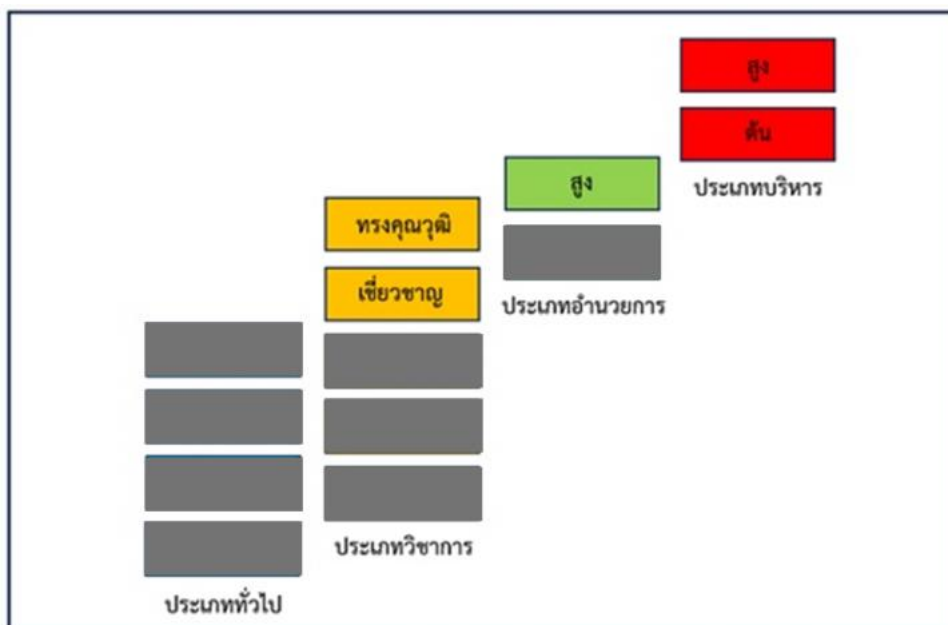 สูง
ต้น
ประเภทบริหาร
สูง
ประเภทอำนวยการ
ทรงคุณวุฒิ
เชี่ยวชาญ
ประเภทวิชาการ
ประเภททั่วไป